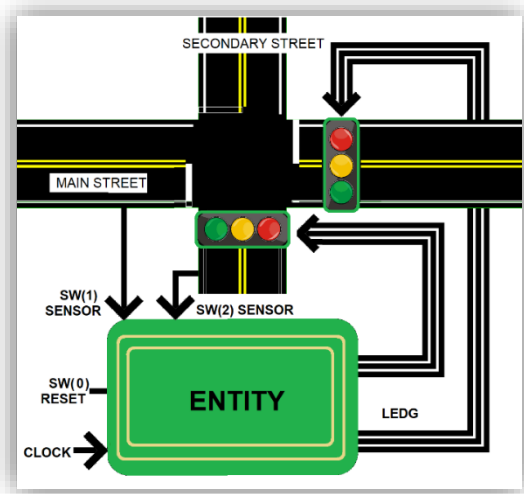 SECONDARY STREET
MAIN STREET
SW(1)
SENSOR
SW(2) SENSOR
SW(0)
RESET
ENTITY
LEDG
CLOCK